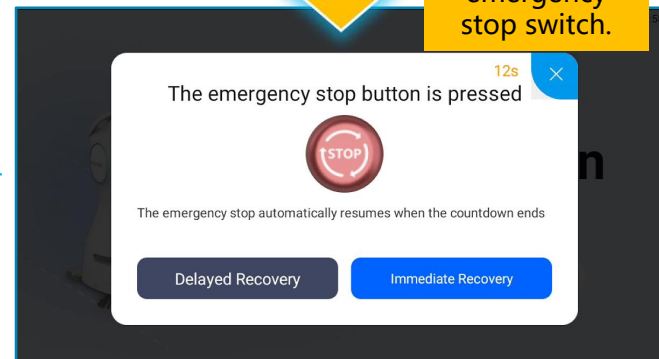 stop switch.
12s
The emergency stop button is pressed
STOP
The emergency stop automatically resumes when the countdown ends
Delayed Recovery
Immediate Recovery